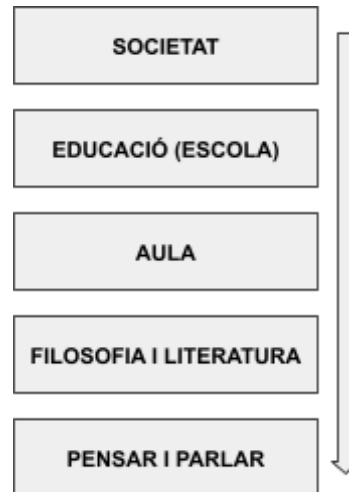 SOCIETAT
EDUCACIÓ (ESCOLA)
AULA
FILOSOFIA I LITERATURA
PENSAR I PARLAR